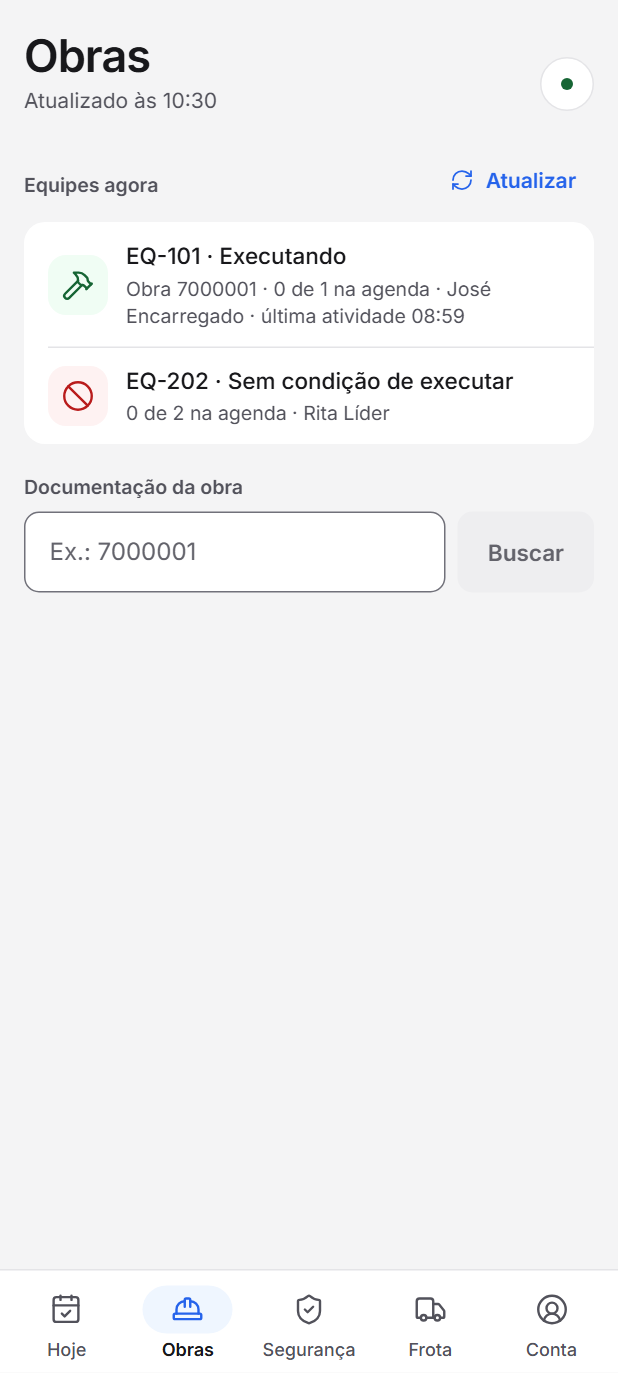 Obras
Atualizado às 10:30
Equipes agora
Atualizar
EQ-101 · Executando
Obra 7000001 · 0 de 1 na agenda · José
Encarregado · última atividade 08:59
EQ-202 · Sem condição de executar
0 de 2 na agenda · Rita Líder
Documentação da obra
Ex.: 7000001
Buscar
Hoje
Obras
Segurança
Frota
Conta